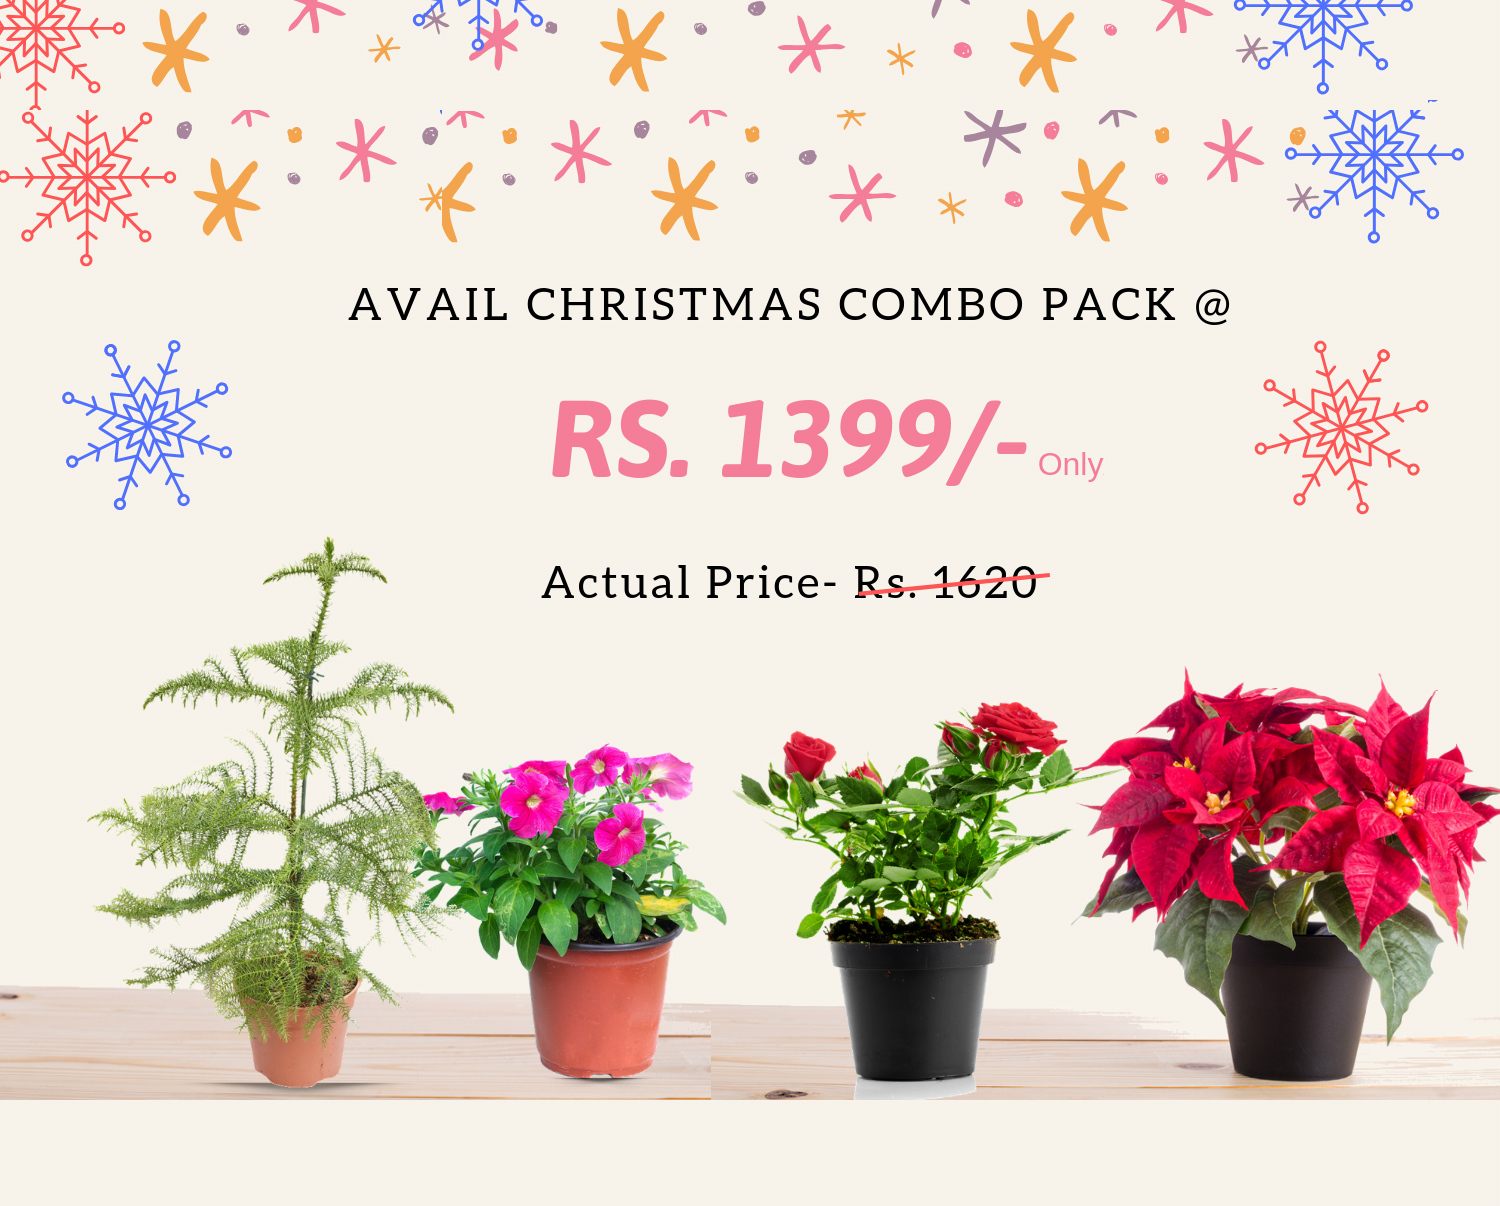 AVAIL CHRISTMAS COMBO PACK @
RS. 1399/- Only
Actual Price- Rs. 1620